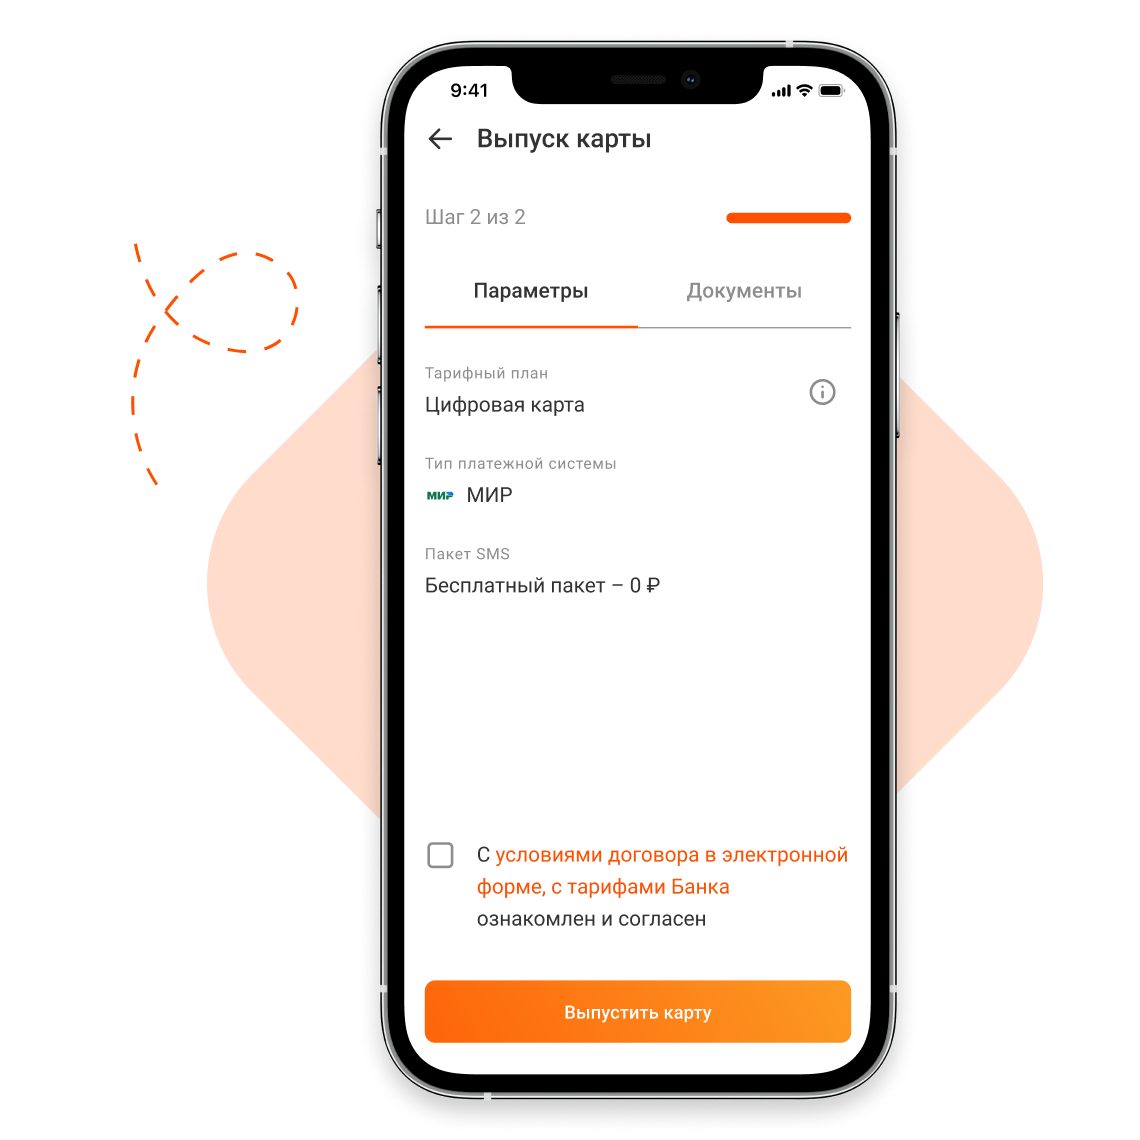 9:41
Выпуск карты
Шаг 2 из 2
Параметры Документы
Тарифный план
Цифровая карта
Тип платежной системы
МИР МИР
Пакет SMS
Бесплатный пакет – 0 ₽
С условиями договора в электронной
форме, с тарифами Банка
ознакомлен и согласен
Выпустить карту